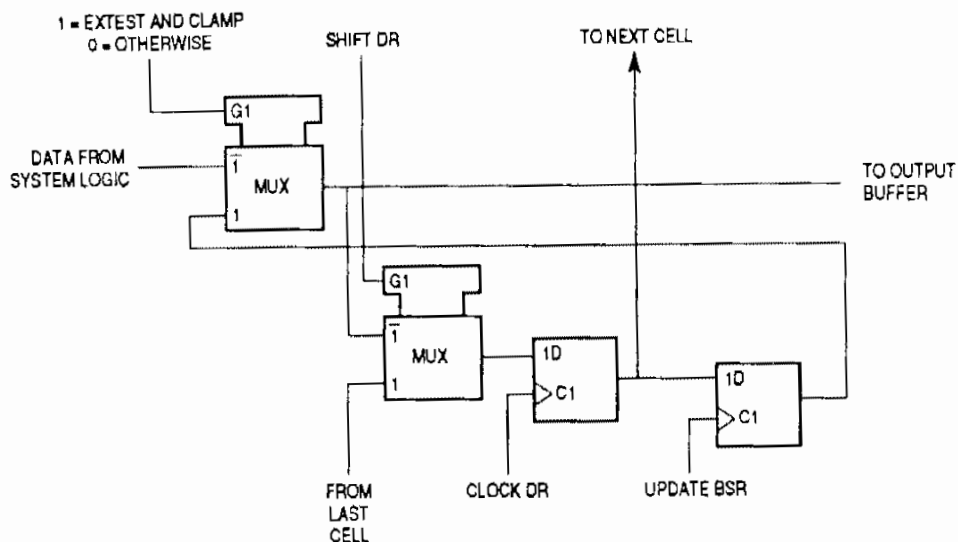 1 = EXTEST AND CLAMP
0 = OTHERWISE
SHIFT DR
TO NEXT CELL
G1
DATA FROM
SYSTEM LOGIC
1
MUX
1
TO OUTPUT
BUFFER
G1
1
MUX
1
1D
C1
1D
C1
FROM
LAST
CELL
CLOCK DR
UPDATE BSR